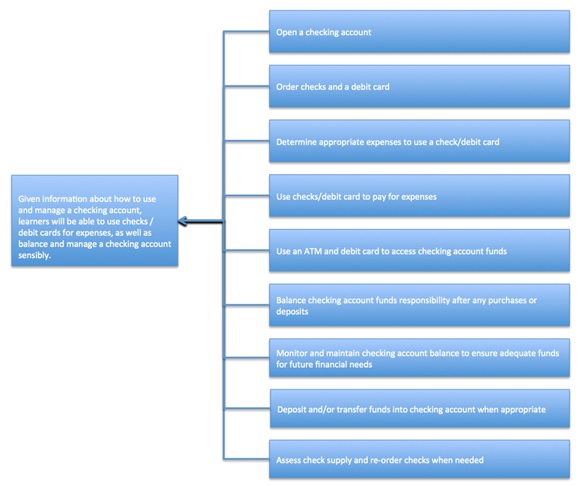 Open a checking account
Order checks and a debit card
Determine appropriate expenses to use a check/debit card
Given information about how to use
and manage a checking account,
learners will be able to use checks /
debit cards for expenses, as well as
balance and manage a checking account
sensibly.
Use checks/debit card to pay for expenses
Use an ATM and debit card to access checking account funds
Balance checking account funds responsibility after any purchases or
deposits
Monitor and maintain checking account balance to ensure adequate funds
for future financial needs
Deposit and/or transfer funds into checking account when appropriate
Assess check supply and re-order checks when needed